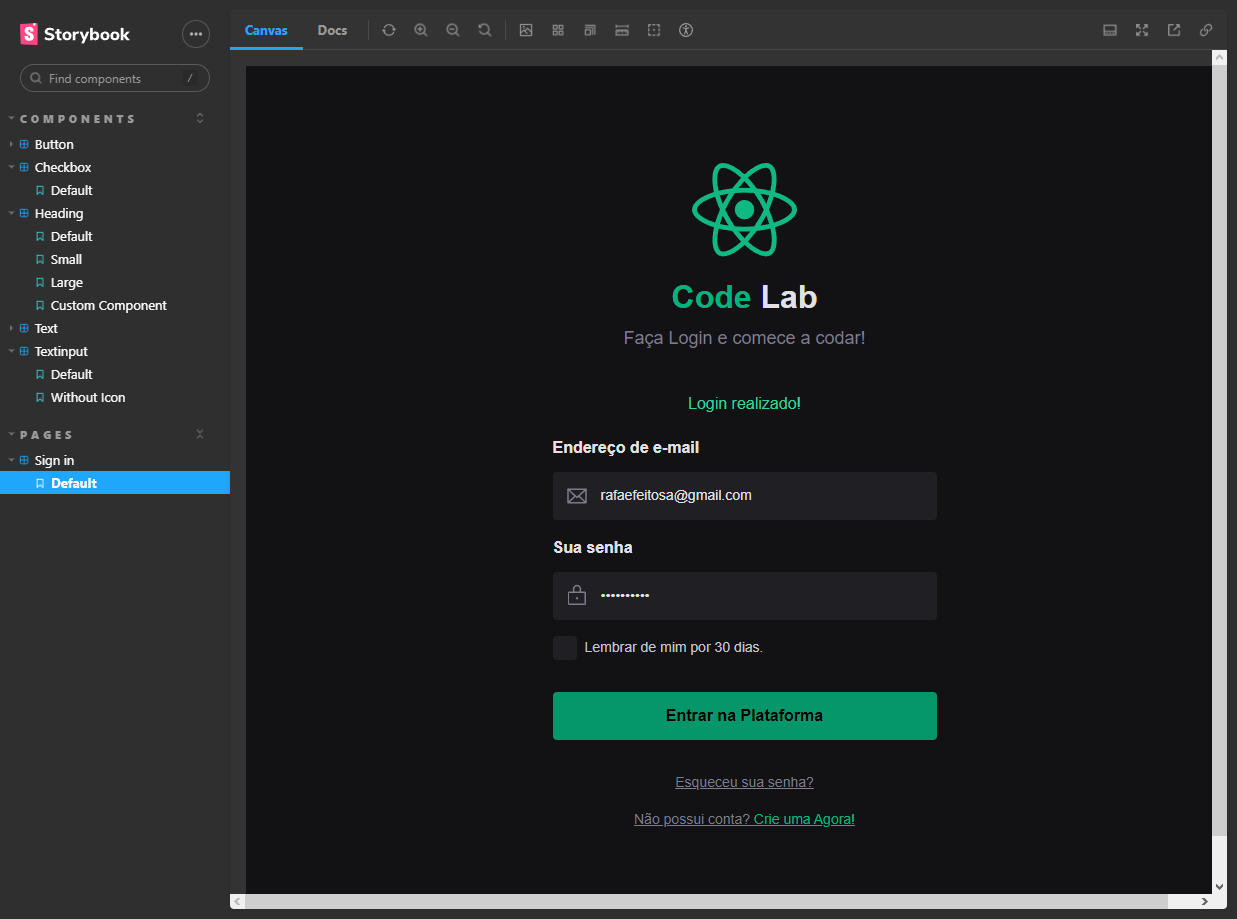 Storybook
Find components /
COMPONENTS
Button
Checkbox
Default
Heading
Default
Small
Large
Custom Component
Text
Textinput
Default
Without Icon
PAGES
Sign in
Default
Canvas Docs
Code Lab
Faça Login e comece a codar!
Login realizado!
Endereço de e-mail
rafaefeitosa@gmail.com
Sua senha
••••••••••
Lembrar de mim por 30 dias.
Entrar na Plataforma
Esqueceu sua senha?
Não possui conta? Crie uma Agora!